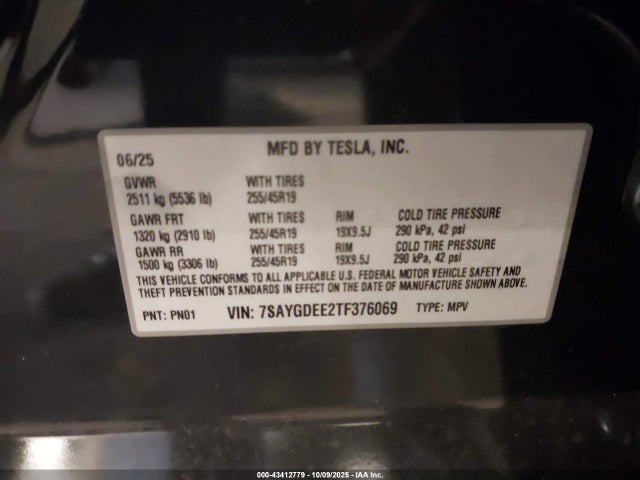 06/25 MFD BY TESLA, INC.
GVWR WITH TIRES
2511 kg (5536 lb) 255/45R19
GAWR FRT WITH TIRES RIM COLD TIRE PRESSURE
1320 kg (2910 lb) 255/45R19 19X9.5J 290 kPa, 42 psi
GAWR RR WITH TIRES RIM COLD TIRE PRESSURE
1500 kg (3306 lb) 255/45R19 19X9.5J 290 kPa, 42 psi
THIS VEHICLE CONFORMS TO ALL APPLICABLE U.S. FEDERAL MOTOR VEHICLE SAFETY AND
THEFT PREVENTION STANDARDS IN EFFECT ON THE DATE OF MANUFACTURE SHOWN ABOVE.
PNT: PN01 VIN: 7SAYGDEE2TF376069 TYPE: MPV
000-43412779 - 10/09/2025 - IAA Inc.